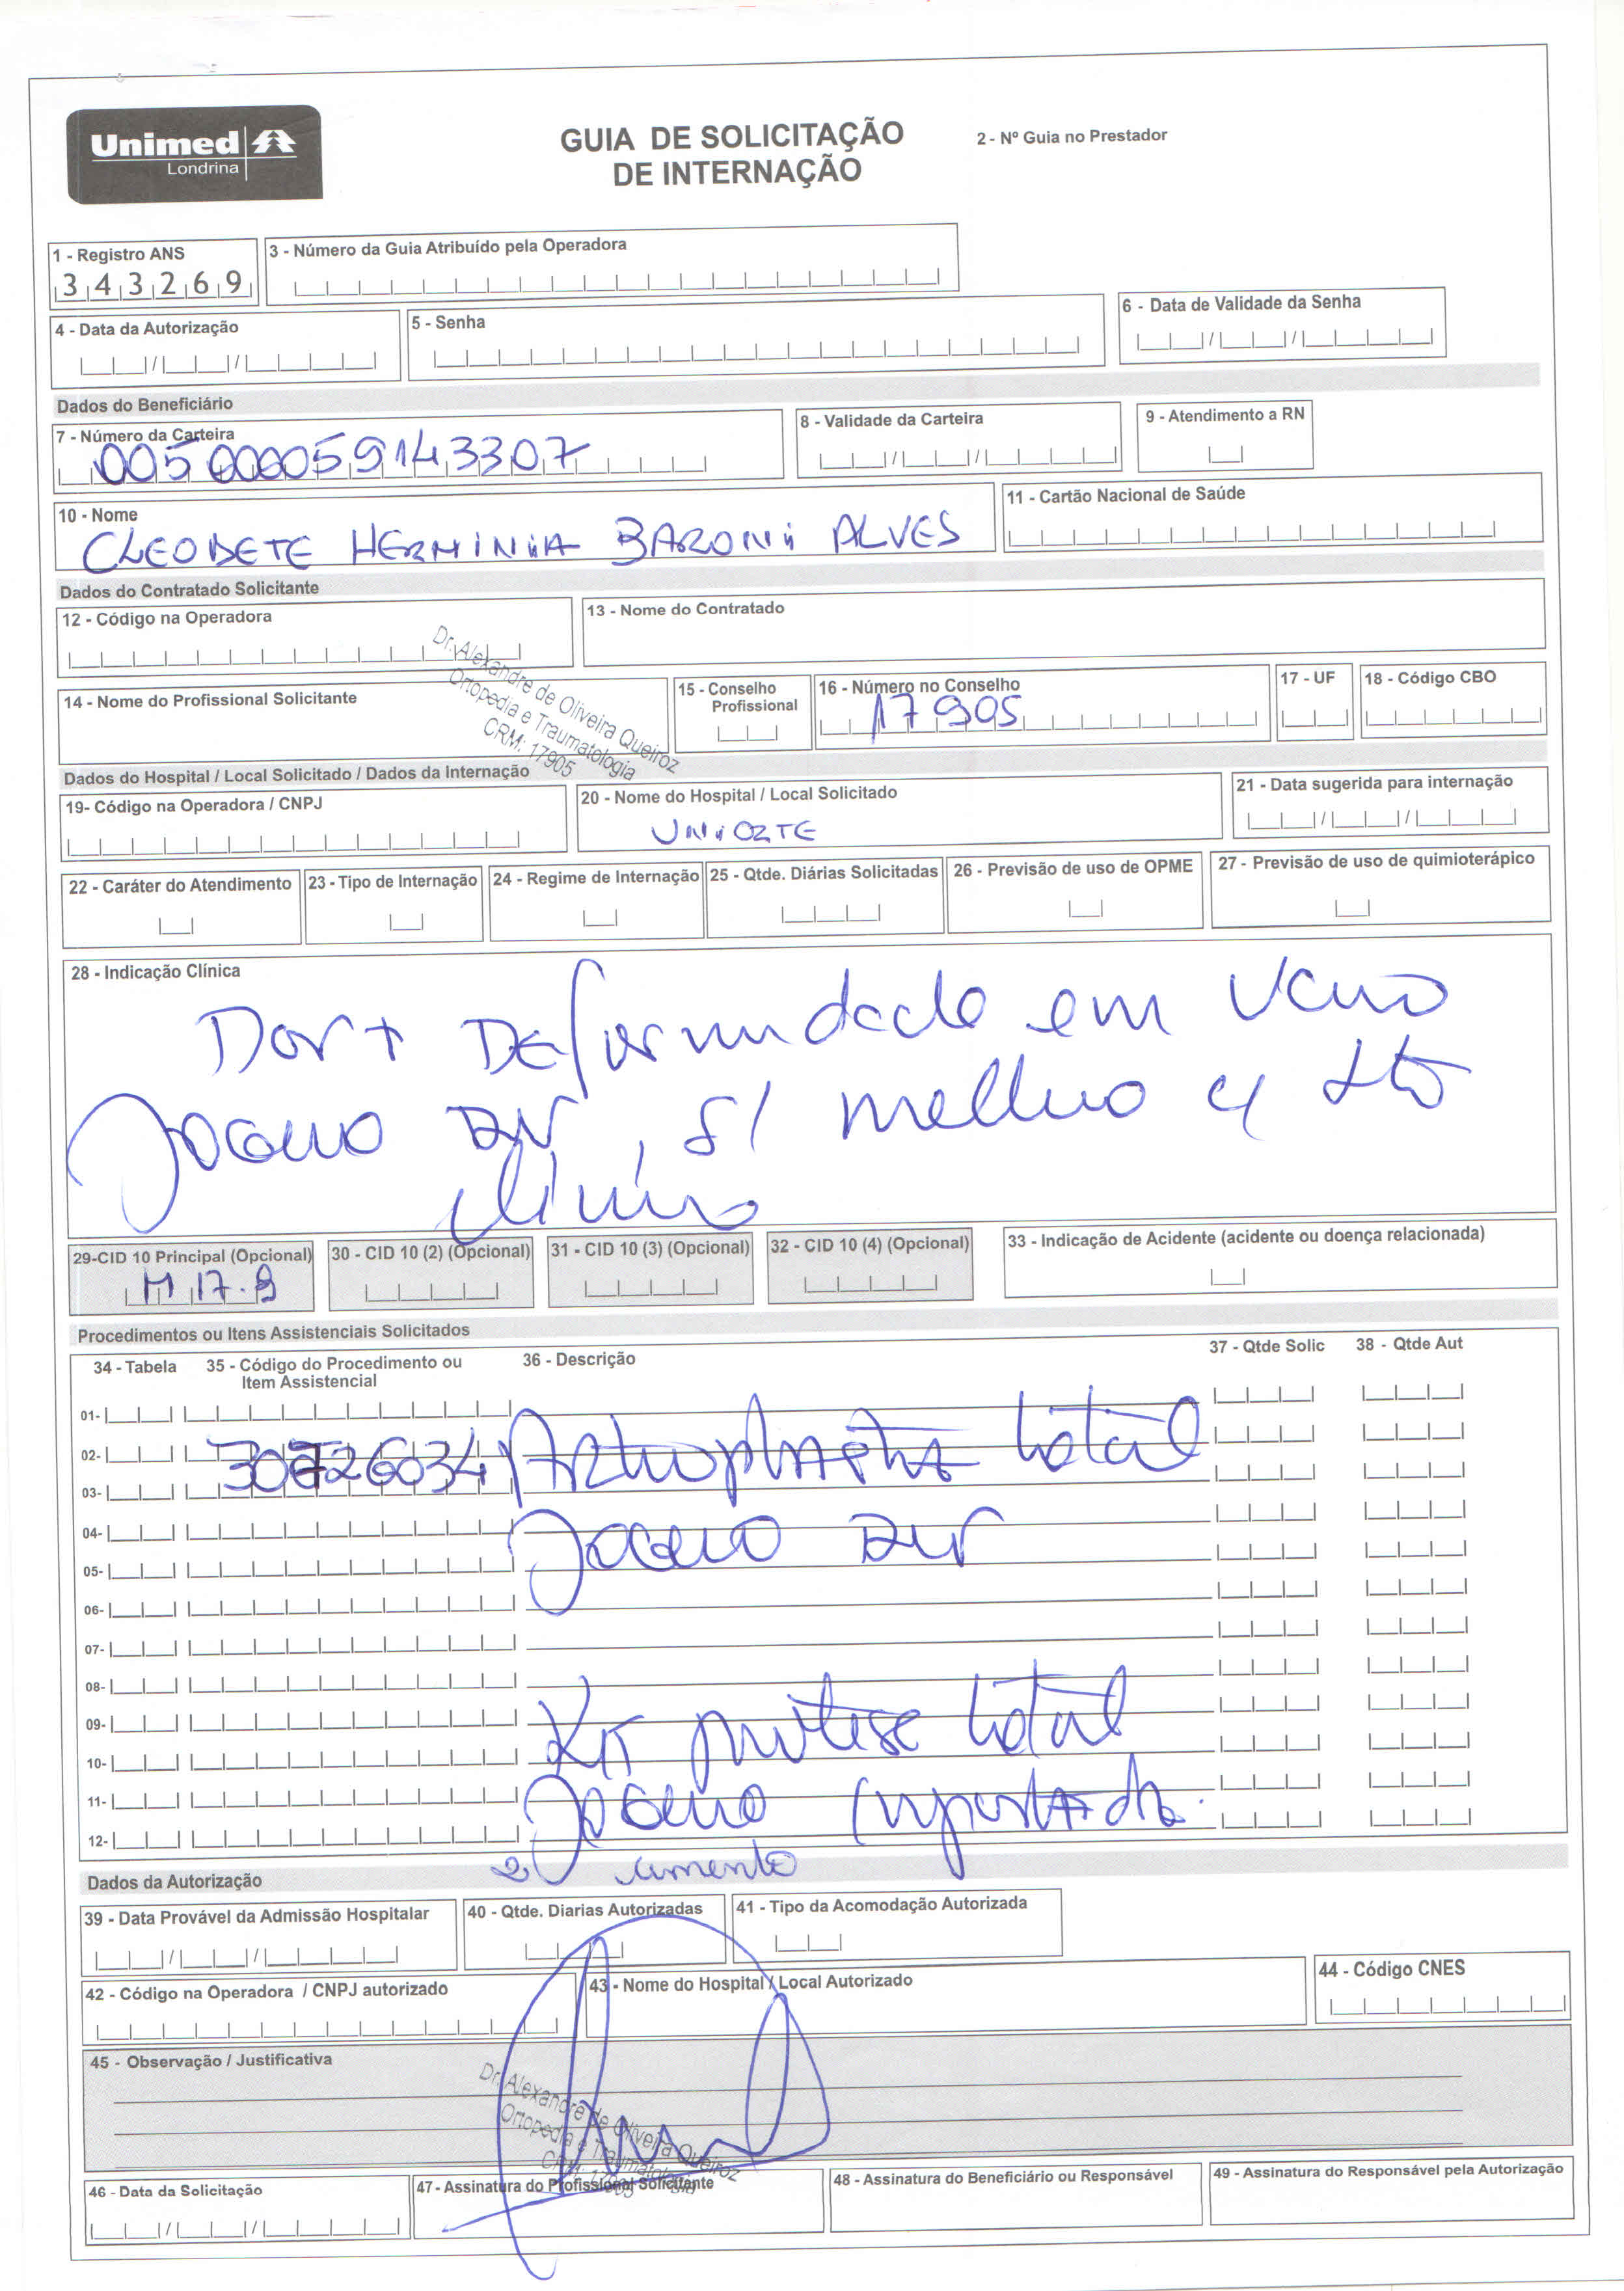 Unimed
Londrina
GUIA DE SOLICITAÇÃO
DE INTERNAÇÃO
2 - Nº Guia no Prestador
1 - Registro ANS
343269
3 - Número da Guia Atribuído pela Operadora
4 - Data da Autorização
5 - Senha
6 - Data de Validade da Senha
Dados do Beneficiário
7 - Número da Carteira
00500005 9143307
8 - Validade da Carteira
9 - Atendimento a RN
10 - Nome
CLEODETE HERMINIA BARONI ALVES
11 - Cartão Nacional de Saúde
Dados do Contratado Solicitante
12 - Código na Operadora
13 - Nome do Contratado
14 - Nome do Profissional Solicitante
Dr. Alexandre de Oliveira Queiroz
Ortopedia e Traumatologia
CRM: 17905
15 - Conselho Profissional
16 - Número no Conselho
17905
17 - UF
18 - Código CBO
Dados do Hospital / Local Solicitado / Dados da Internação
19- Código na Operadora / CNPJ
20 - Nome do Hospital / Local Solicitado
UNIORTE
21 - Data sugerida para internação
22 - Caráter do Atendimento
23 - Tipo de Internação
24 - Regime de Internação
25 - Qtde. Diárias Solicitadas
26 - Previsão de uso de OPME
27 - Previsão de uso de quimioterápico
28 - Indicação Clínica
Dor + Deformidade em varo
Joelho Dir, s/ melhora c/ tto
clínico
29-CID 10 Principal (Opcional)
M 17.9
30 - CID 10 (2) (Opcional)
31 - CID 10 (3) (Opcional)
32 - CID 10 (4) (Opcional)
33 - Indicação de Acidente (acidente ou doença relacionada)
Procedimentos ou Itens Assistenciais Solicitados
34 - Tabela
35 - Código do Procedimento ou Item Assistencial
36 - Descrição
37 - Qtde Solic
38 - Qtde Aut
01-
02- 30726034 Artroplastia total
03-
04- Joelho Dir
05-
06-
07-
08-
09- Kit prótese total
10-
11- Joelho importada.
12-
2 cimento
Dados da Autorização
39 - Data Provável da Admissão Hospitalar
40 - Qtde. Diarias Autorizadas
41 - Tipo da Acomodação Autorizada
42 - Código na Operadora / CNPJ autorizado
43 - Nome do Hospital / Local Autorizado
44 - Código CNES
45 - Observação / Justificativa
Dr. Alexandre de Oliveira Queiroz
Ortopedia e Traumatologia
CRM: 17905
46 - Data da Solicitação
47 - Assinatura do Profissional Solicitante
48 - Assinatura do Beneficiário ou Responsável
49 - Assinatura do Responsável pela Autorização